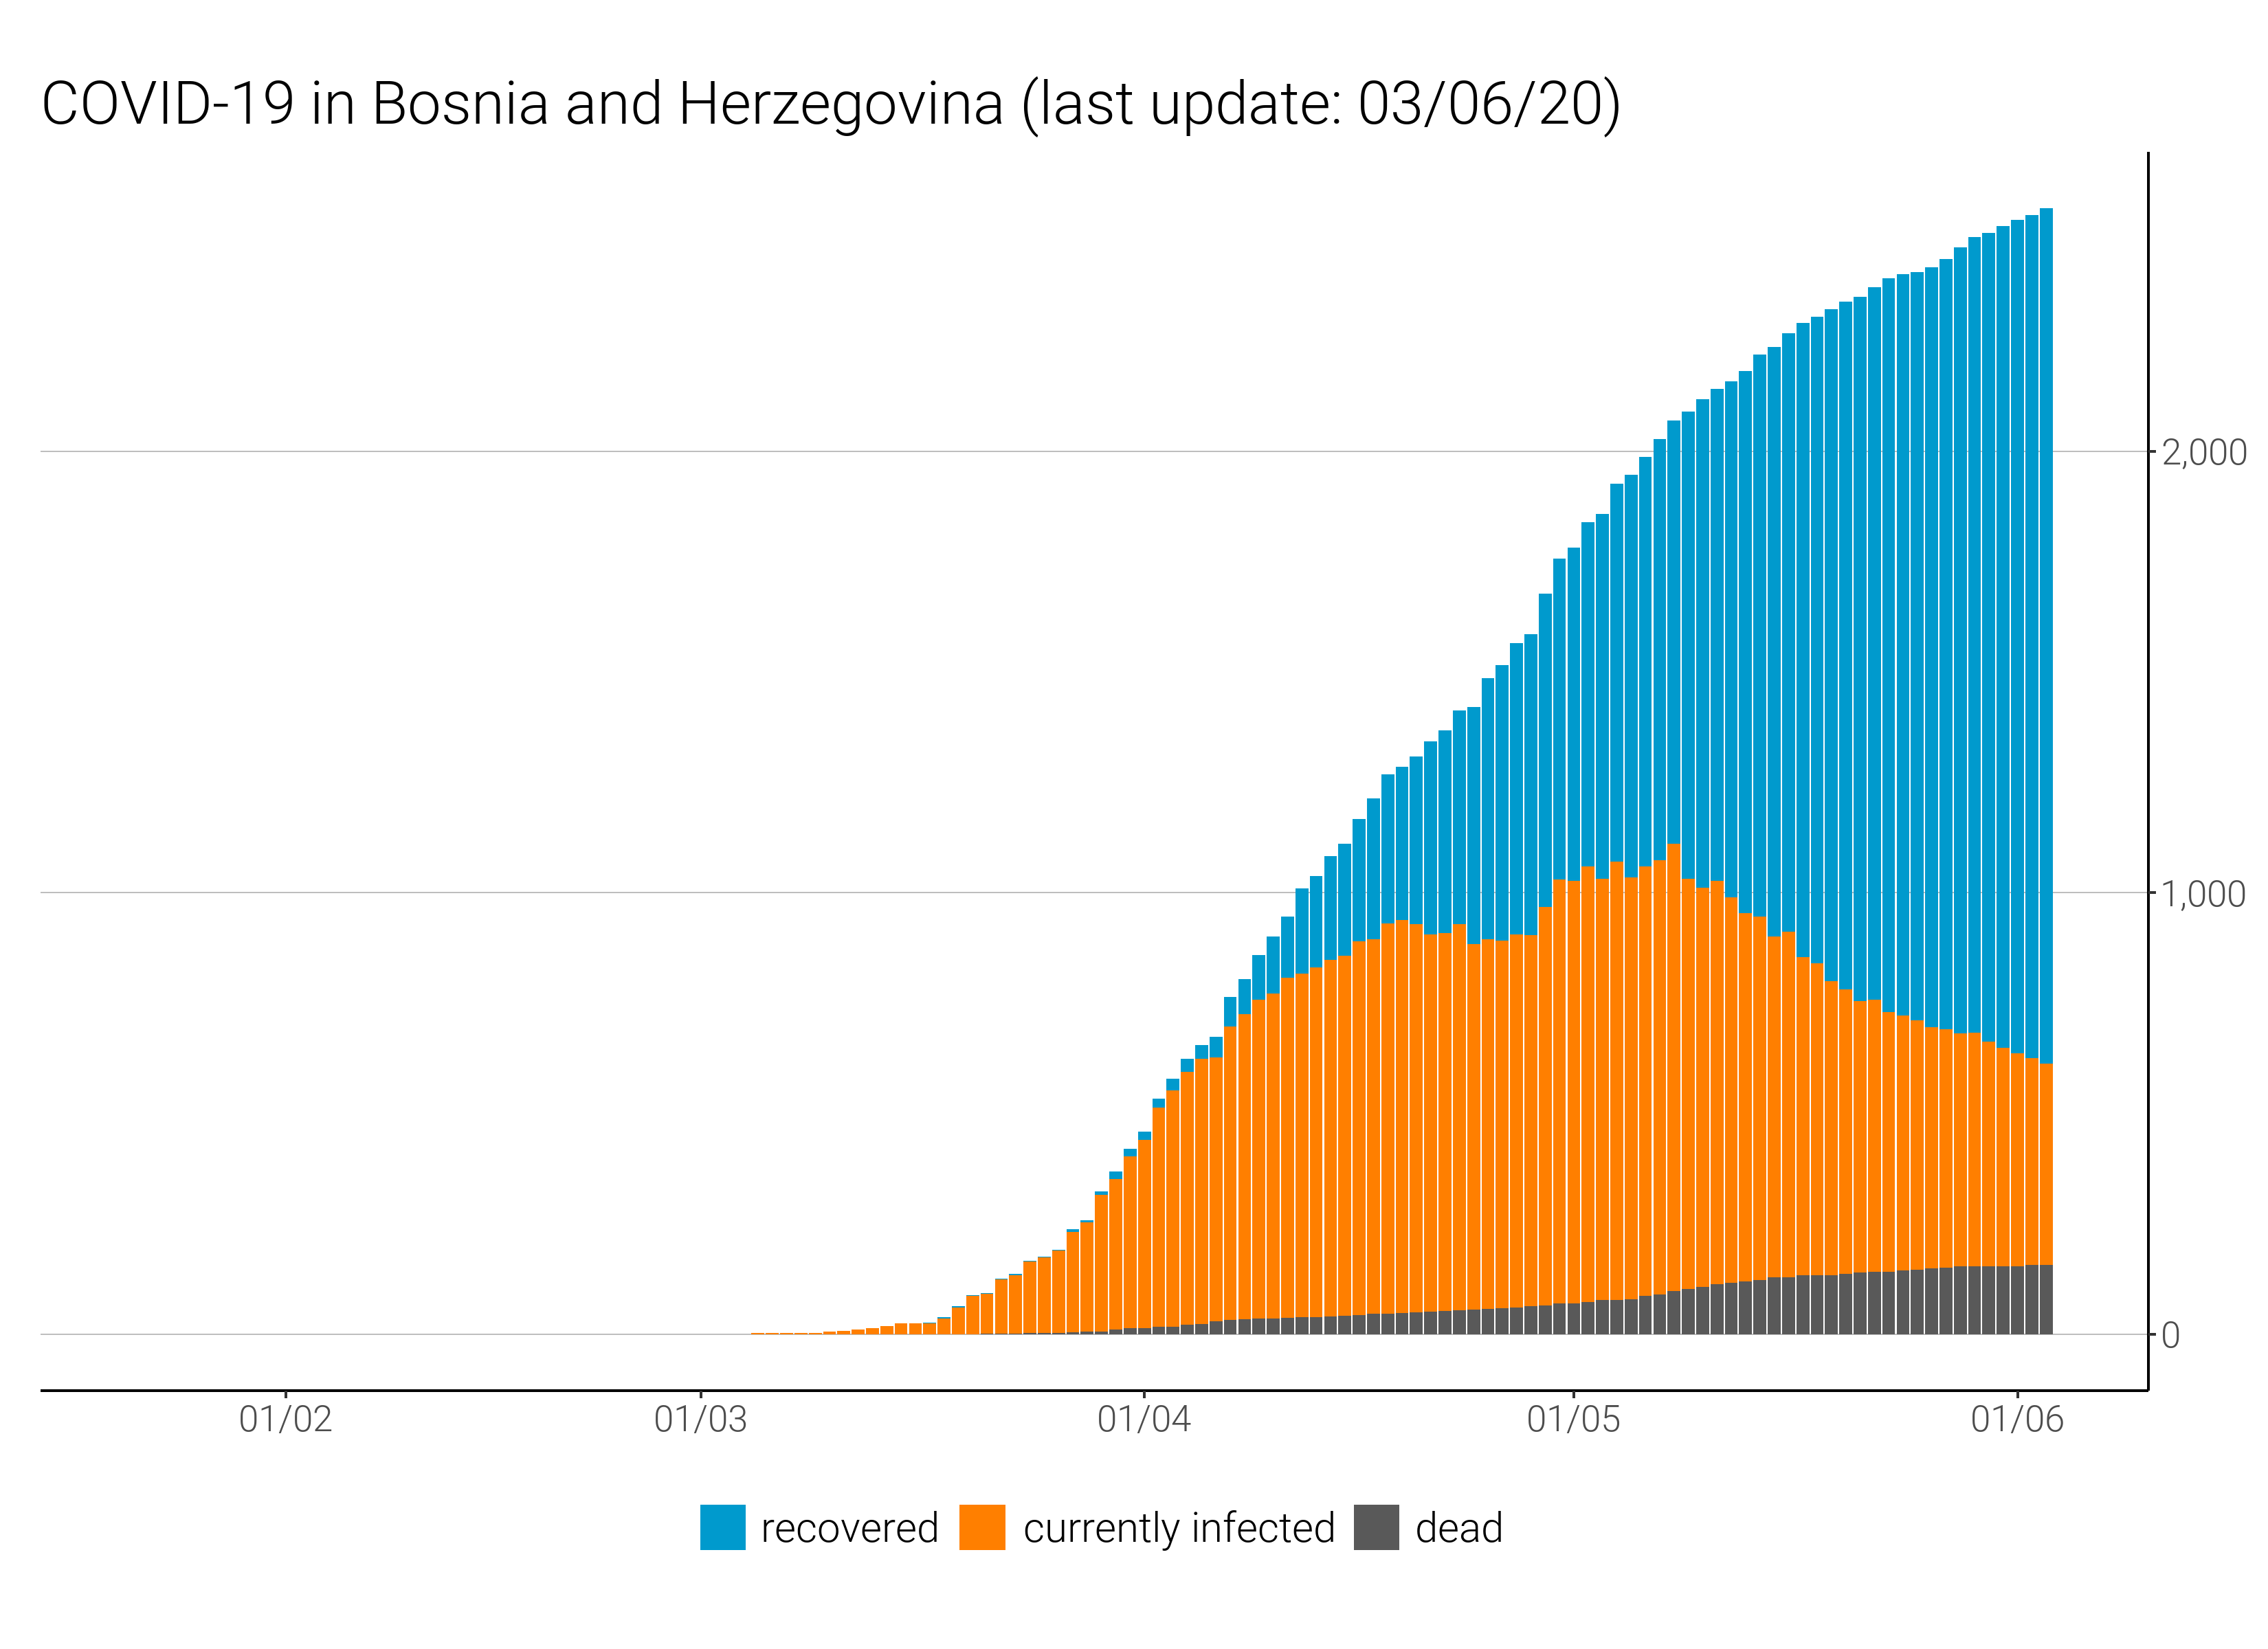 COVID-19 in Bosnia and Herzegovina (last update: 03/06/20)
2,000
1,000
0
01/02 01/03 01/04 01/05 01/06
recovered currently infected dead